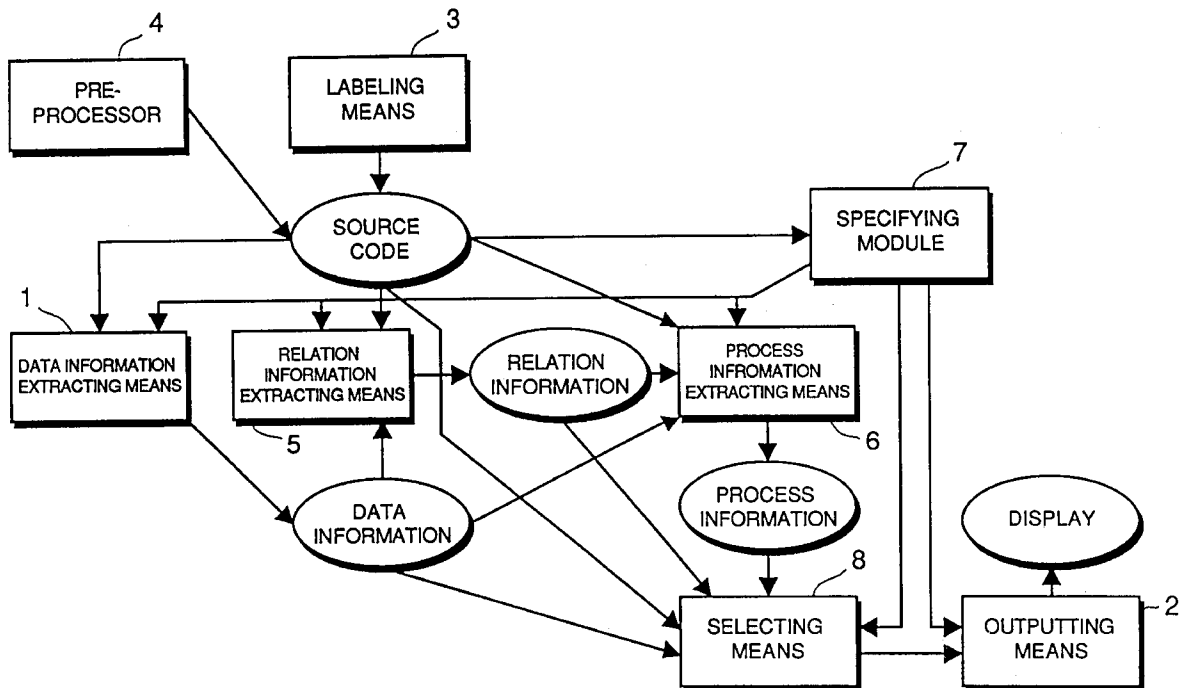 4
3
PRE-
PROCESSOR
LABELING
MEANS
7
SOURCE
CODE
SPECIFYING
MODULE
1
DATA INFORMATION
EXTRACTING MEANS
RELATION
INFORMATION
EXTRACTING MEANS
RELATION
INFORMATION
PROCESS
INFROMATION
EXTRACTING MEANS
5
6
DATA
INFORMATION
PROCESS
INFORMATION
DISPLAY
8
SELECTING
MEANS
OUTPUTTING
MEANS
2